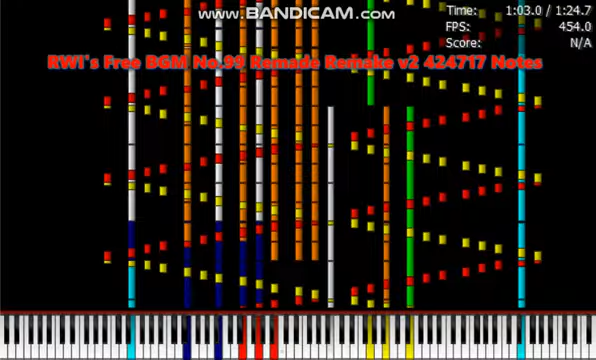 www.BANDICAM.com
Time: 1:03.0 / 1:24.7
FPS: 454.0
Score: N/A
RWI's Free BGM No.99 Remade Remake v2 424717 Notes